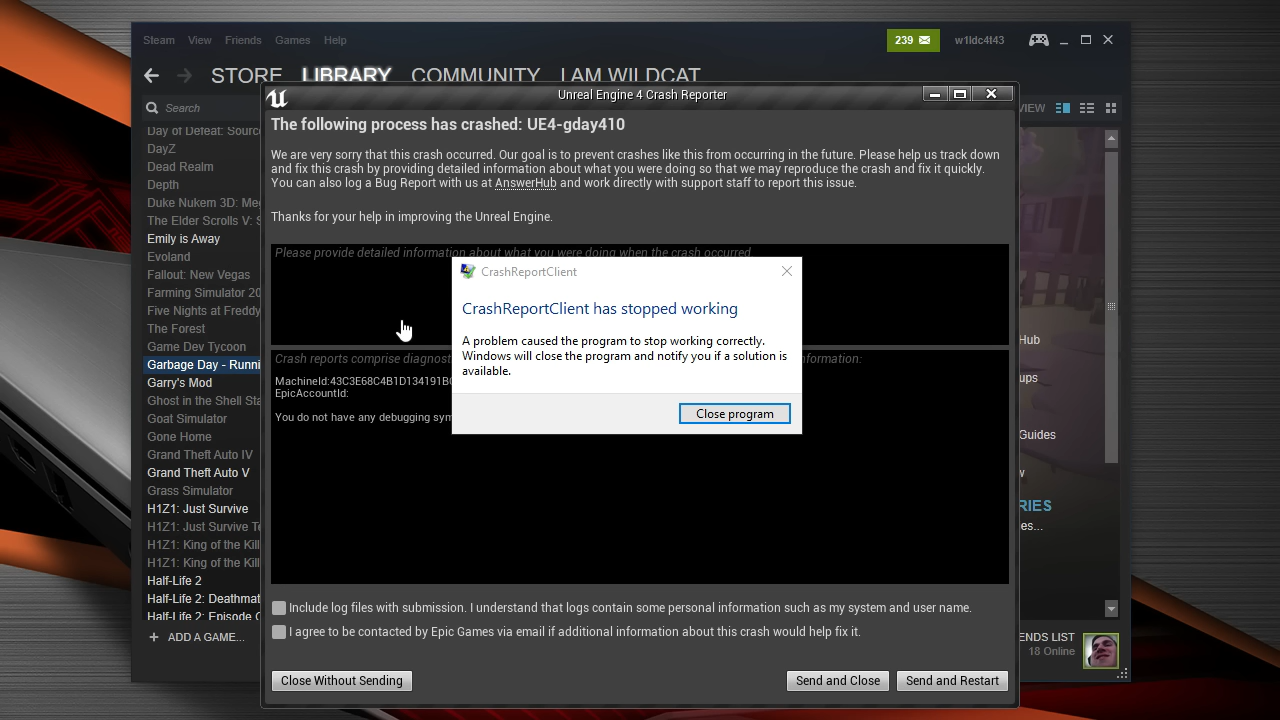 Steam View Friends Games Help
239
w1ldc4t43
STORE LIBRARY COMMUNITY I AM WILDCAT
Search
VIEW
Day of Defeat: Source
DayZ
Dead Realm
Depth
Duke Nukem 3D: Me
The Elder Scrolls V: S
Emily is Away
Evoland
Fallout: New Vegas
Farming Simulator 20
Five Nights at Freddy
The Forest
Game Dev Tycoon
Garbage Day - Runni
Garry's Mod
Ghost in the Shell Sta
Goat Simulator
Gone Home
Grand Theft Auto IV
Grand Theft Auto V
Grass Simulator
H1Z1: Just Survive
H1Z1: Just Survive Te
H1Z1: King of the Kill
H1Z1: King of the Kill
Half-Life 2
Half-Life 2: Deathmat
Half-Life 2: Episode
+ ADD A GAME...
Unreal Engine 4 Crash Reporter
The following process has crashed: UE4-gday410
We are very sorry that this crash occurred. Our goal is to prevent crashes like this from occurring in the future. Please help us track down
and fix this crash by providing detailed information about what you were doing so that we may reproduce the crash and fix it quickly.
You can also log a Bug Report with us at AnswerHub and work directly with support staff to report this issue.
Thanks for your help in improving the Unreal Engine.
Please provide detailed information about what you were doing when the crash occurred
CrashReportClient
CrashReportClient has stopped working
A problem caused the program to stop working correctly.
Windows will close the program and notify you if a solution is
available.
Close program
Crash reports comprise diagnost
formation:
MachineId:43C3E68C4B1D134191B
EpicAccountId:
You do not have any debugging sym
Include log files with submission. I understand that logs contain some personal information such as my system and user name.
I agree to be contacted by Epic Games via email if additional information about this crash would help fix it.
Close Without Sending
Send and Close
Send and Restart
Hub
ups
Guides
w
RIES
es...
ENDS LIST
18 Online